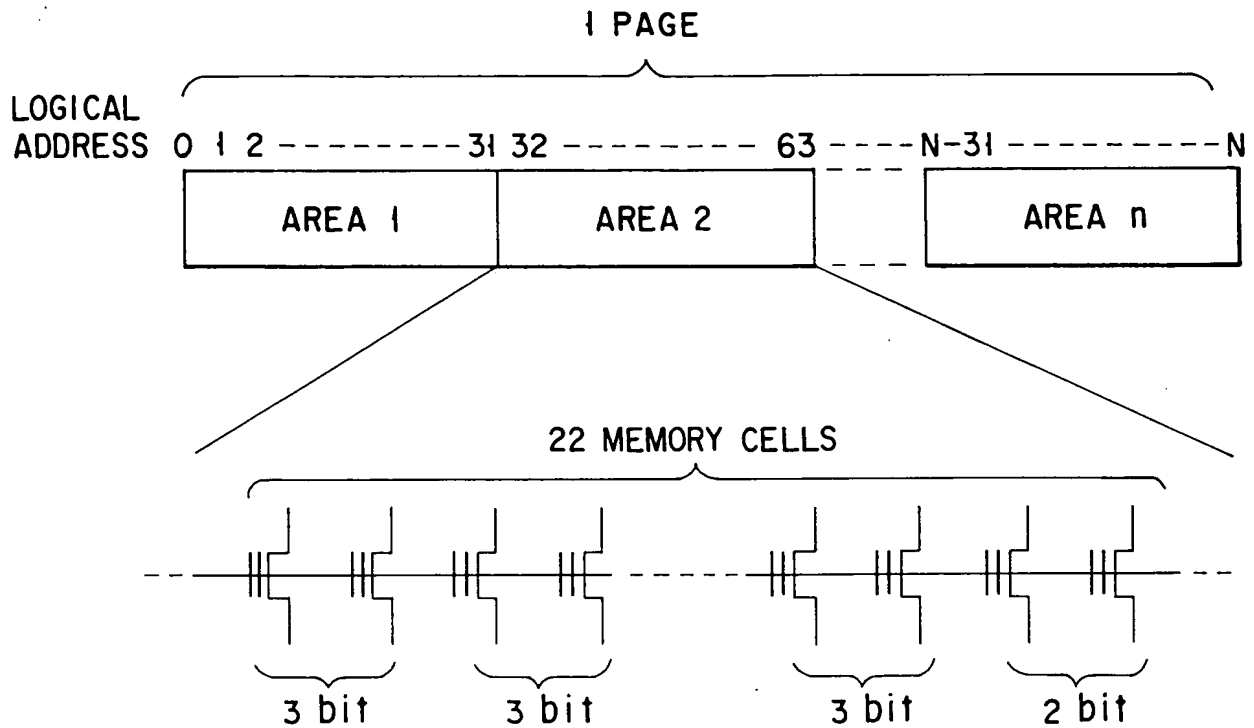 1 PAGE
LOGICAL
ADDRESS 0 1 2 -------- 31 32 --------- 63 ----- N-31 --------- N
AREA 1 AREA 2 AREA n
22 MEMORY CELLS
3 bit 3 bit 3 bit 2 bit